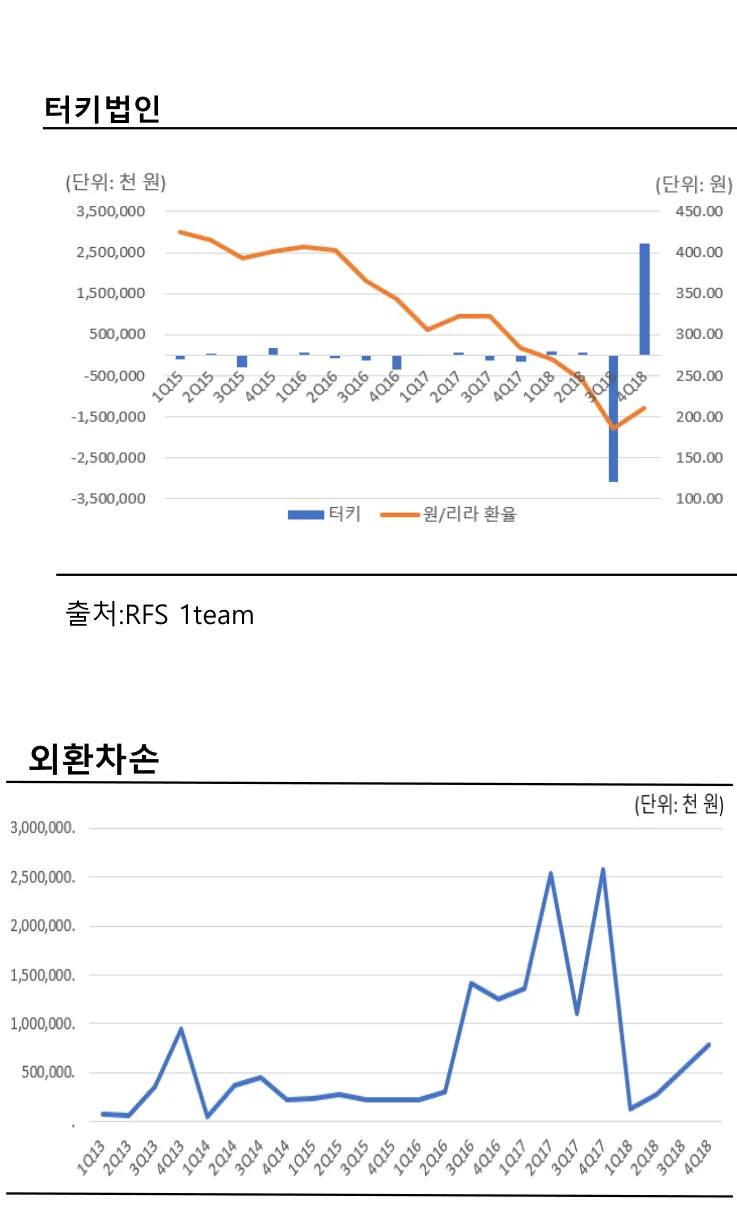 터키법인
(단위: 천 원) (단위: 원)
3,500,000 450.00
2,500,000 400.00
1,500,000 350.00
500,000 300.00
-500,000 250.00
-1,500,000 200.00
-2,500,000 150.00
-3,500,000 100.00
1Q15 2Q15 3Q15 4Q15 1Q16 2Q16 3Q16 4Q16 1Q17 2Q17 3Q17 4Q17 1Q18 2Q18 3Q18 4Q18
터키 원/리라 환율
출처:RFS 1team
외환차손
(단위: 천 원)
3,000,000.
2,500,000.
2,000,000.
1,500,000.
1,000,000.
500,000.
.
1Q13 2Q13 3Q13 4Q13 1Q14 2Q14 3Q14 4Q14 1Q15 2Q15 3Q15 4Q15 1Q16 2Q16 3Q16 4Q16 1Q17 2Q17 3Q17 4Q17 1Q18 2Q18 3Q18 4Q18